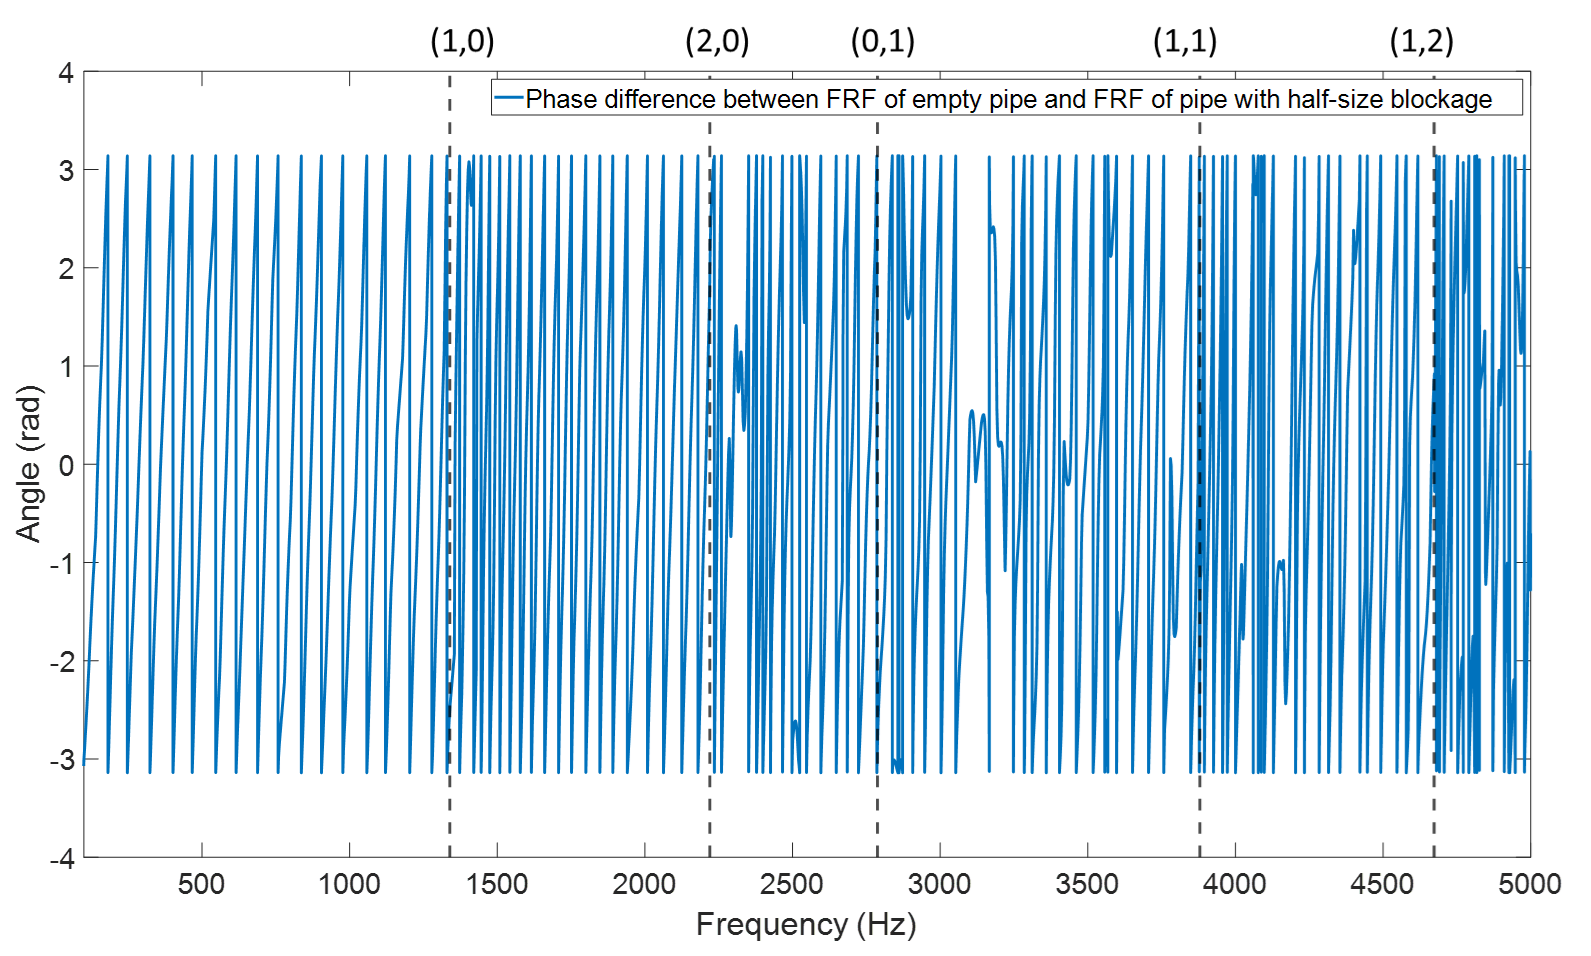 (1,0) (2,0) (0,1) (1,1) (1,2)
Phase difference between FRF of empty pipe and FRF of pipe with half-size blockage
4
3
2
1
0
-1
-2
-3
-4
Angle (rad)
500 1000 1500 2000 2500 3000 3500 4000 4500 5000
Frequency (Hz)